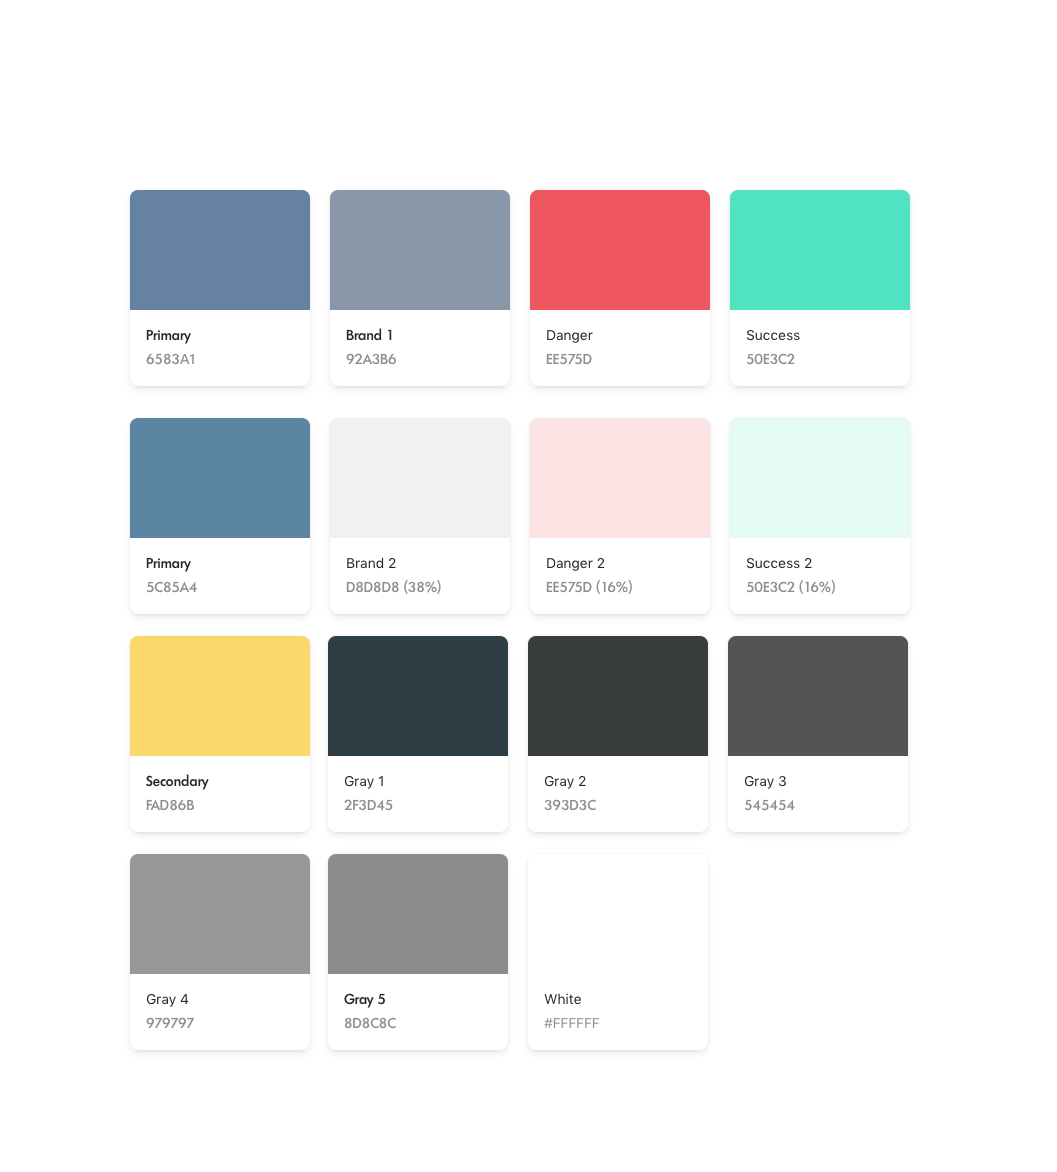 Primary
6583A1
Brand 1
92A3B6
Danger
EE575D
Success
50E3C2
Primary
5C85A4
Brand 2
D8D8D8 (38%)
Danger 2
EE575D (16%)
Success 2
50E3C2 (16%)
Secondary
FAD86B
Gray 1
2F3D45
Gray 2
393D3C
Gray 3
545454
Gray 4
979797
Gray 5
8D8C8C
White
#FFFFFF